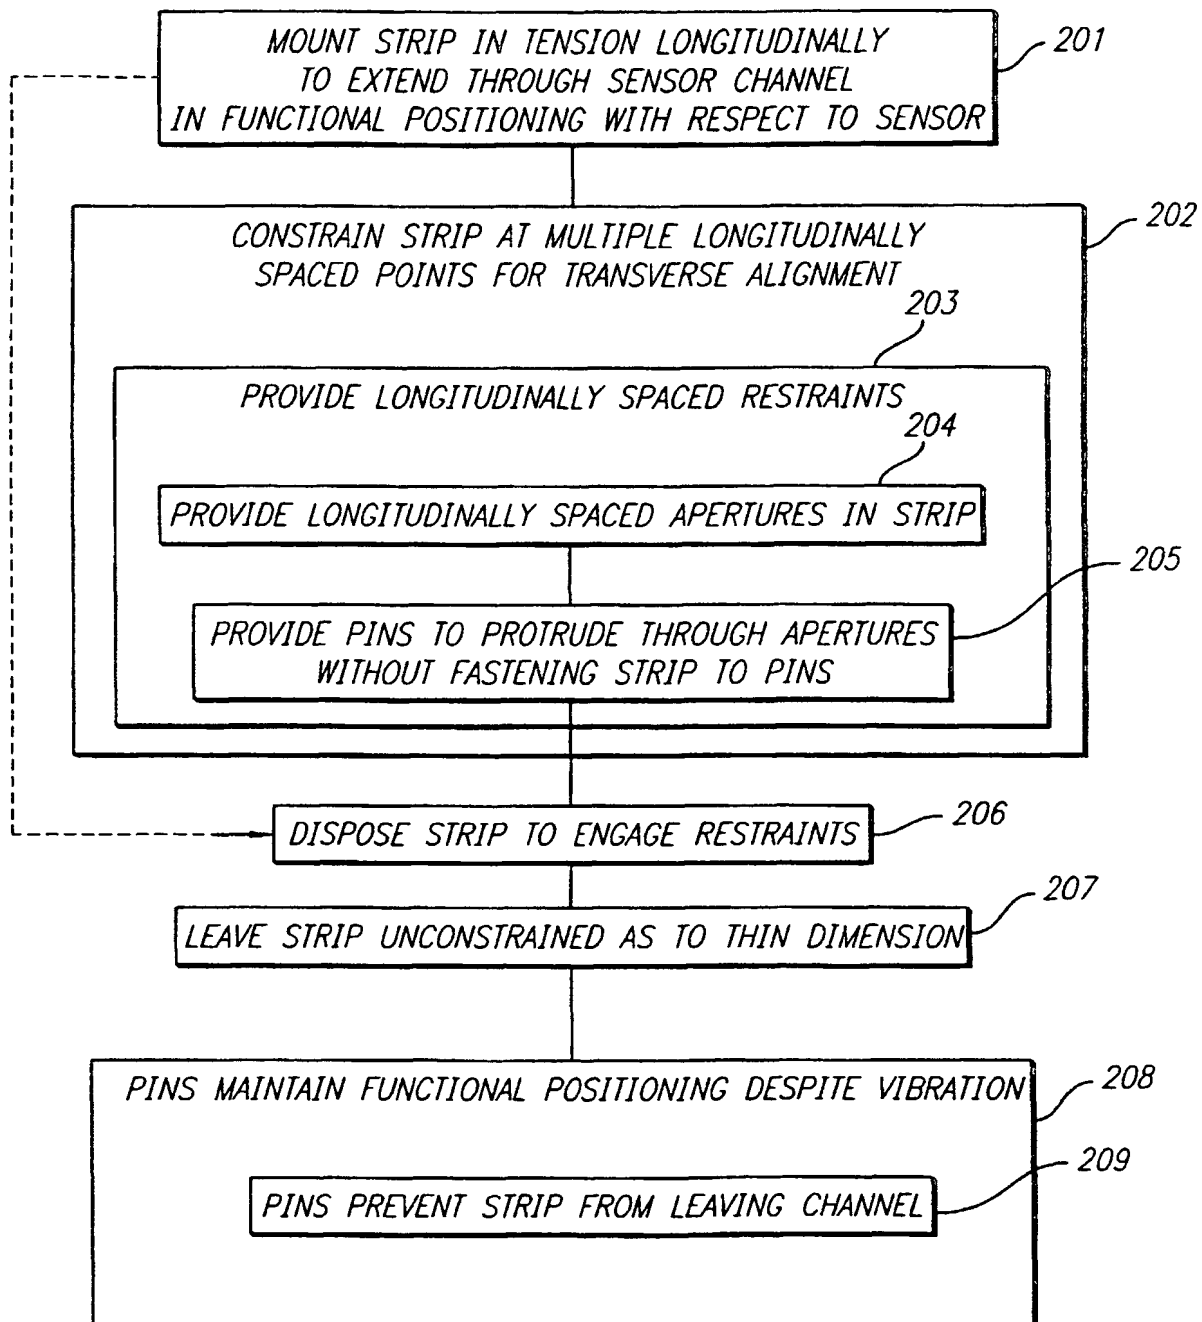 MOUNT STRIP IN TENSION LONGITUDINALLY
TO EXTEND THROUGH SENSOR CHANNEL
IN FUNCTIONAL POSITIONING WITH RESPECT TO SENSOR
201
202
CONSTRAIN STRIP AT MULTIPLE LONGITUDINALLY
SPACED POINTS FOR TRANSVERSE ALIGNMENT
203
PROVIDE LONGITUDINALLY SPACED RESTRAINTS
204
PROVIDE LONGITUDINALLY SPACED APERTURES IN STRIP
205
PROVIDE PINS TO PROTRUDE THROUGH APERTURES
WITHOUT FASTENING STRIP TO PINS
206
DISPOSE STRIP TO ENGAGE RESTRAINTS
207
LEAVE STRIP UNCONSTRAINED AS TO THIN DIMENSION
208
PINS MAINTAIN FUNCTIONAL POSITIONING DESPITE VIBRATION
209
PINS PREVENT STRIP FROM LEAVING CHANNEL